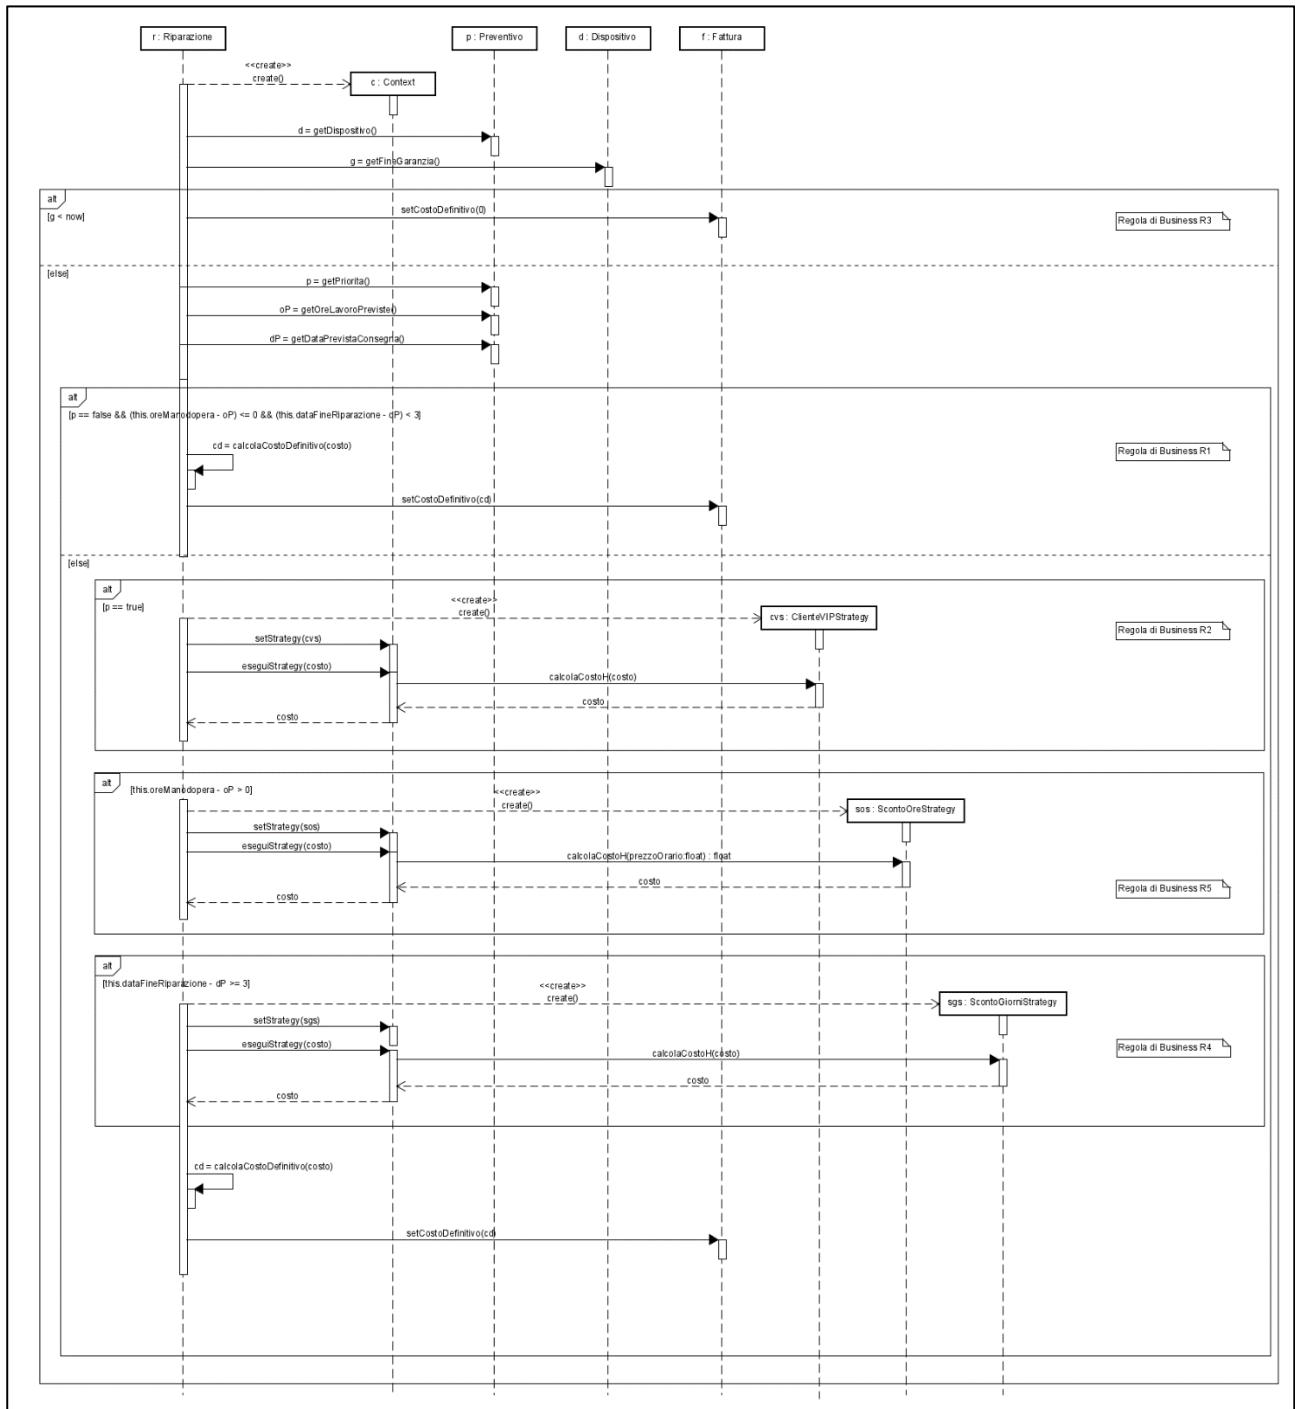 r : Riparazione
p : Preventivo
d : Dispositivo
f : Fattura
<<create>>
create()
c : Context
d = getDispositivo()
g = getFineGaranzia()
alt
[g < now]
setCostoDefinitivo(0)
Regola di Business R3
[else]
p = getPriorita()
oP = getOreLavoroPreviste()
dP = getDataPrevistaConsegna()
alt
[p == false && (this.oreManodopera - oP) <= 0 && (this.dataFineRiparazione - dP) < 3]
cd = calcolaCostoDefinitivo(costo)
Regola di Business R1
setCostoDefinitivo(cd)
[else]
alt
[p == true]
<<create>>
create()
cvs : ClienteVIPStrategy
Regola di Business R2
setStrategy(cvs)
eseguiStrategy(costo)
calcolaCostoH(costo)
costo
costo
alt
[this.oreManodopera - oP > 0]
<<create>>
create()
sos : ScontoOreStrategy
setStrategy(sos)
eseguiStrategy(costo)
calcolaCostoH(prezzoOrario:float) : float
costo
Regola di Business R5
costo
alt
[this.dataFineRiparazione - dP >= 3]
<<create>>
create()
sgs : ScontoGiorniStrategy
setStrategy(sgs)
eseguiStrategy(costo)
Regola di Business R4
calcolaCostoH(costo)
costo
costo
cd = calcolaCostoDefinitivo(costo)
setCostoDefinitivo(cd)